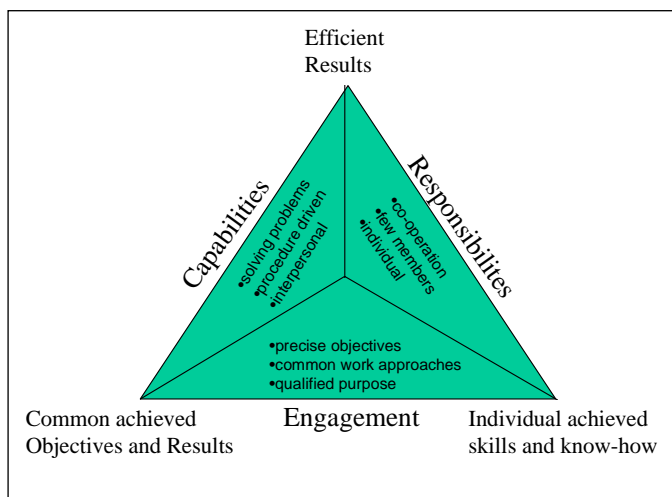 Efficient
Results
Capabilities
•solving problems
•procedure driven
•interpersonal
Responsibilites
•co-operation
•few members
•individual
•precise objectives
•common work approaches
•qualified purpose
Common achieved
Objectives and Results
Engagement
Individual achieved
skills and know-how